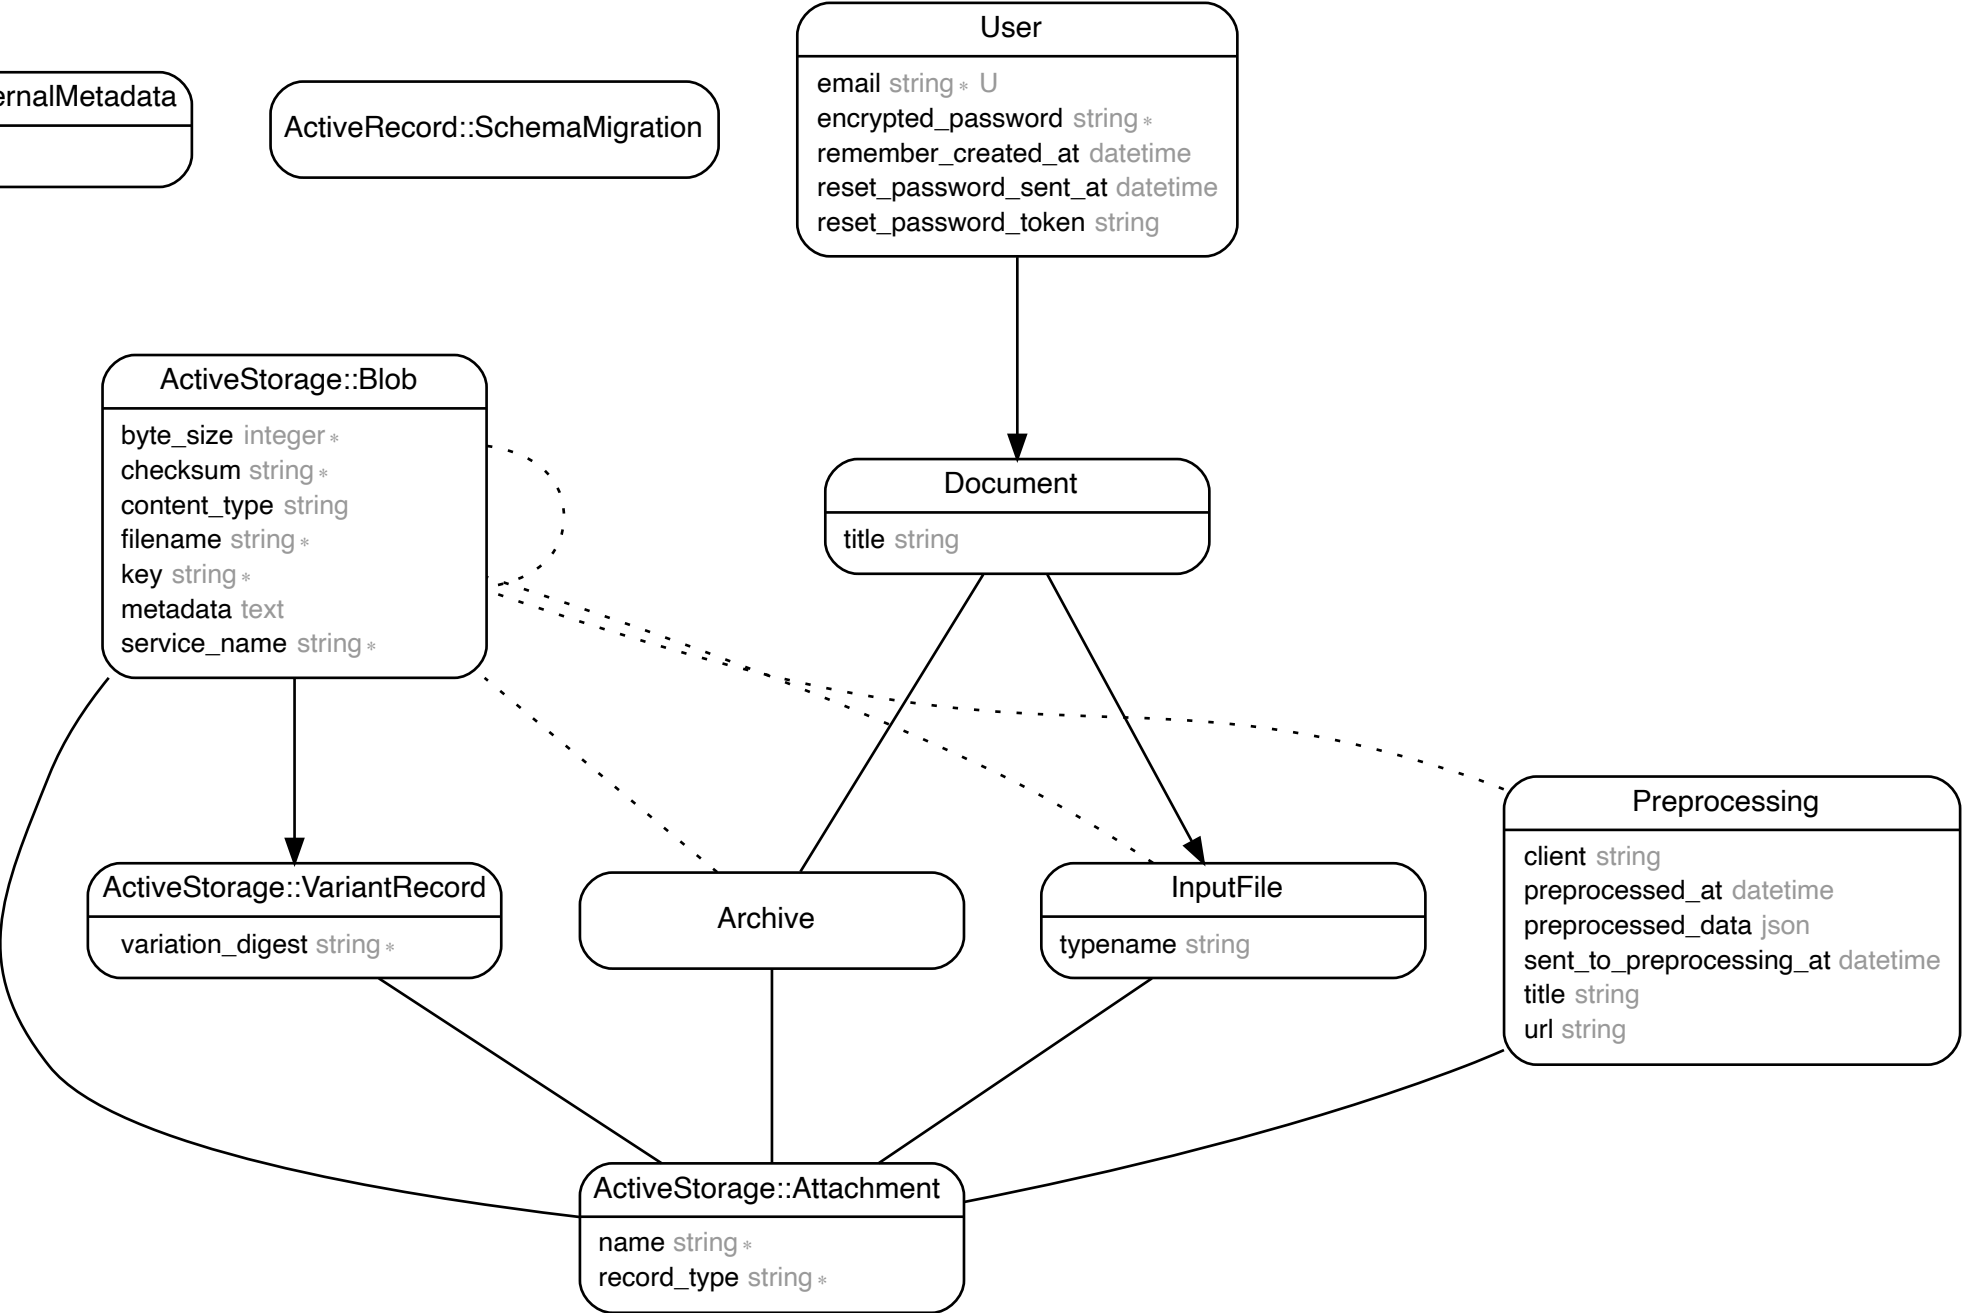 User
email string* U
encrypted_password string*
remember_created_at datetime
reset_password_sent_at datetime
reset_password_token string
ernalMetadata
ActiveRecord::SchemaMigration
ActiveStorage::Blob
byte_size integer*
checksum string*
content_type string
filename string*
key string*
metadata text
service_name string*
Document
title string
Preprocessing
client string
preprocessed_at datetime
preprocessed_data json
sent_to_preprocessing_at datetime
title string
url string
ActiveStorage::VariantRecord
variation_digest string*
Archive
InputFile
typename string
ActiveStorage::Attachment
name string*
record_type string*